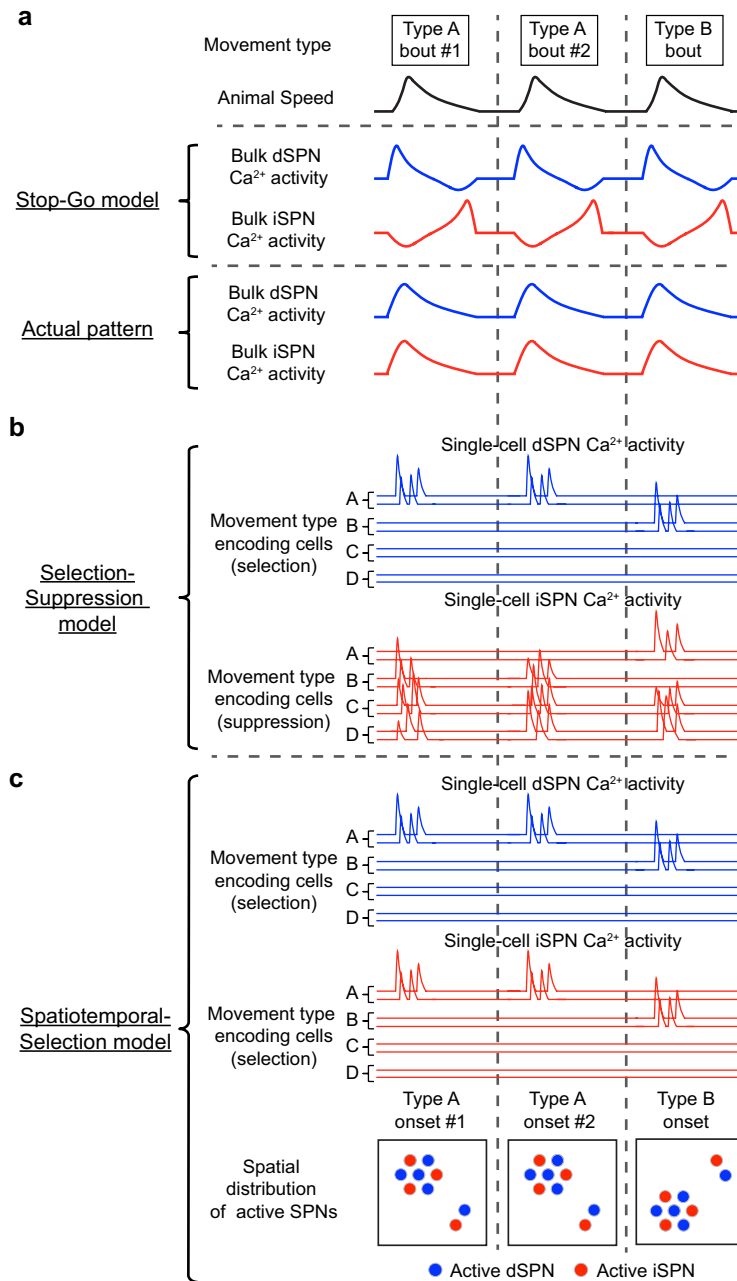 a
Movement type
Type A
bout #1
Type A
bout #2
Type B
bout
Animal Speed
Stop-Go model
Bulk dSPN
Ca²⁺ activity
Bulk iSPN
Ca²⁺ activity
Actual pattern
Bulk dSPN
Ca²⁺ activity
Bulk iSPN
Ca²⁺ activity
b
Selection-
Suppression
model
Single-cell dSPN Ca²⁺ activity
Movement type
encoding cells
(selection)
A
B
C
D
Single-cell iSPN Ca²⁺ activity
Movement type
encoding cells
(suppression)
A
B
C
D
c
Spatiotemporal-
Selection model
Single-cell dSPN Ca²⁺ activity
Movement type
encoding cells
(selection)
A
B
C
D
Single-cell iSPN Ca²⁺ activity
Movement type
encoding cells
(selection)
A
B
C
D
Type A
onset #1
Type A
onset #2
Type B
onset
Spatial
distribution
of active SPNs
Active dSPN
Active iSPN